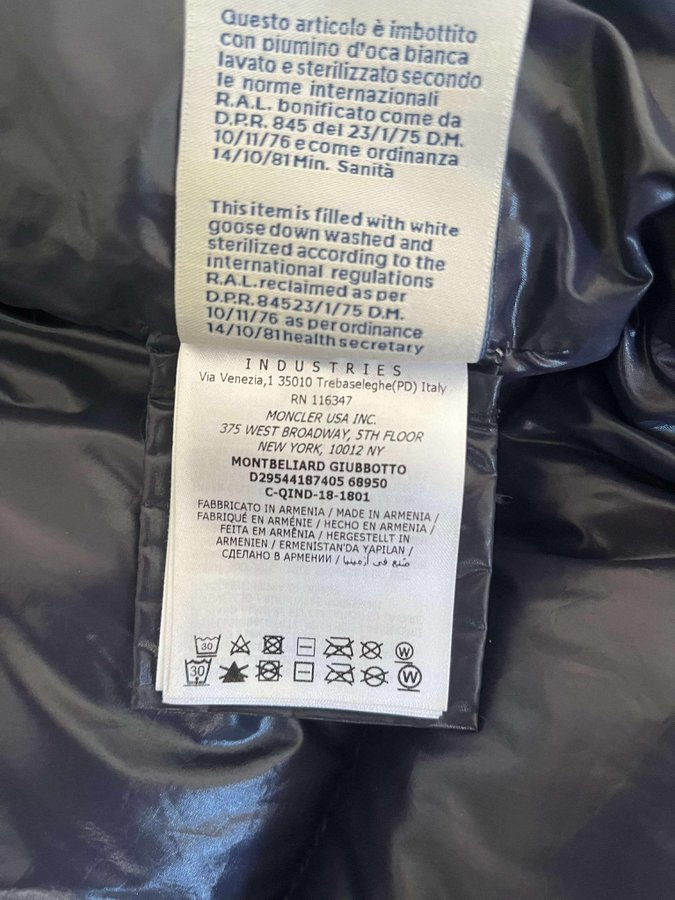 Questo articolo è imbottito
con piumino d'oca bianca
lavato e sterilizzato secondo
le norme internazionali
R.A.L. bonificato come da
D.P.R. 845 del 23/1/75 D.M.
10/11/76 e come ordinanza
14/10/81 Min. Sanità
This item is filled with white
goose down washed and
sterilized according to the
international regulations
R.A.L. reclaimed as per
D.P.R. 84523/1/75 D.M.
10/11/76 as per ordinance
14/10/81 health secretary
INDUSTRIES
Via Venezia,1 35010 Trebaseleghe(PD) Italy
RN 116347
MONCLER USA INC.
375 WEST BROADWAY, 5TH FLOOR
NEW YORK, 10012 NY
MONTBELIARD GIUBBOTTO
D29544187405 68950
C-QIND-18-1801
FABBRICATO IN ARMENIA / MADE IN ARMENIA /
FABRIQUÉ EN ARMÉNIE / HECHO EN ARMENIA /
FEITA EM ARMÊNIA / HERGESTELLT IN
ARMENIEN / ERMENİSTAN'DA YAPILAN /
СДЕЛАНО В АРМЕНИИ / صُنع في أرمينيا
30 W
30 W